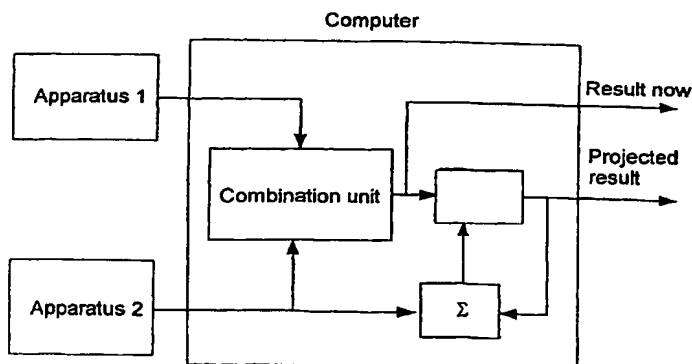 Computer
Apparatus 1
Result now
Combination unit
Projected
result
Apparatus 2
Σ